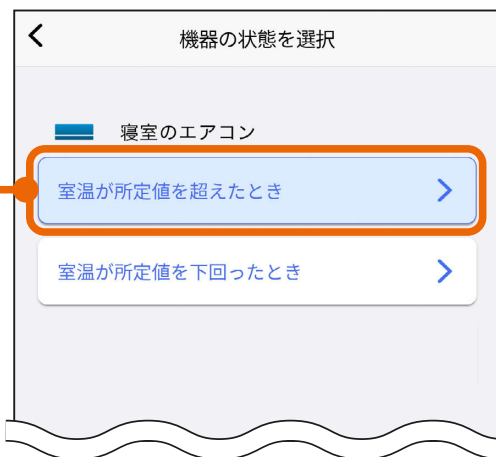 機器の状態を選択
寝室のエアコン
室温が所定値を超えたとき
室温が所定値を下回ったとき